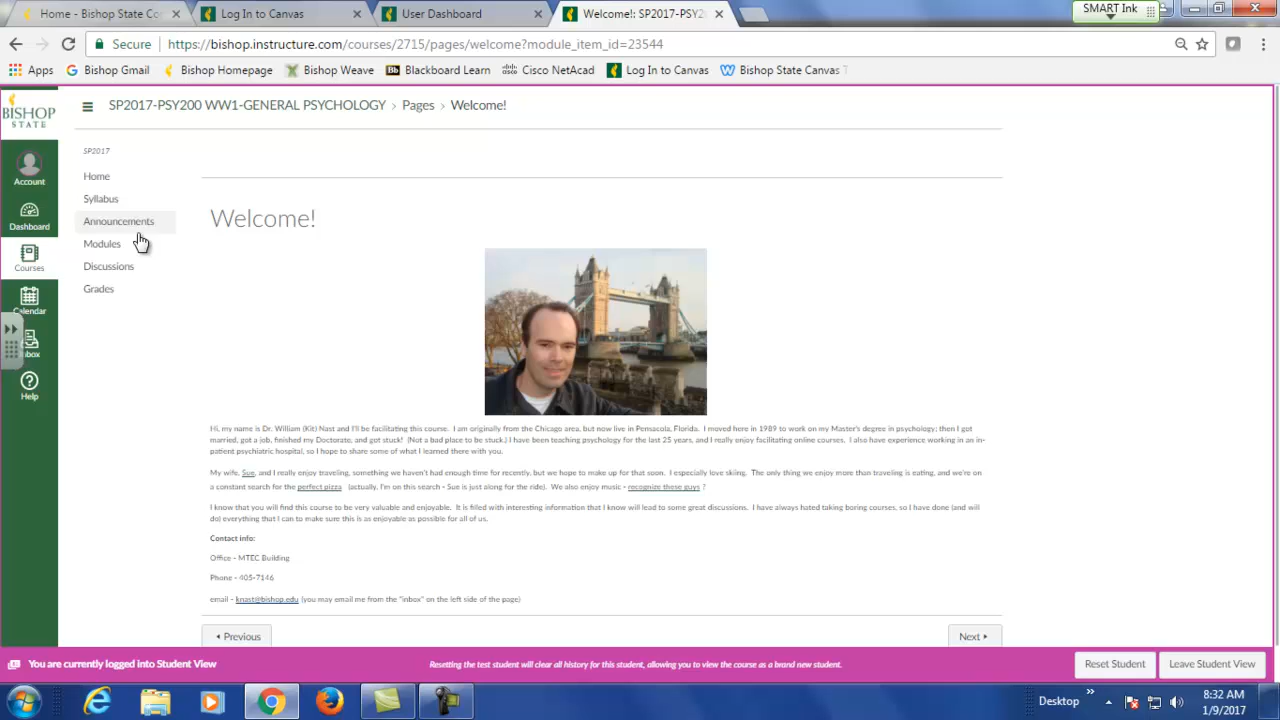 Home - Bishop State Co
Log In to Canvas
User Dashboard
Welcome!: SP2017-PSY2
SMART Ink
Secure https://bishop.instructure.com/courses/2715/pages/welcome?module_item_id=23544
Apps Bishop Gmail Bishop Homepage Bishop Weave Blackboard Learn Cisco NetAcad Log In to Canvas Bishop State Canvas
BISHOP
STATE
SP2017-PSY200 WW1-GENERAL PSYCHOLOGY > Pages > Welcome!
Account
Dashboard
Courses
Calendar
Inbox
Help
SP2017
Home
Syllabus
Announcements
Modules
Discussions
Grades
Welcome!
Hi, my name is Dr. William (Kit) Nast and I'll be facilitating this course. I am originally from the Chicago area, but now live in Pensacola, Florida. I moved here in 1989 to work on my Master's degree in psychology; then I got
married, got a job, finished my Doctorate, and got stuck! (Not a bad place to be stuck.) I have been teaching psychology for the last 25 years, and I really enjoy facilitating online courses. I also have experience working in an in-
patient psychiatric hospital, so I hope to share some of what I learned there with you.
My wife, Sue, and I really enjoy traveling, something we haven't had enough time for recently, but we hope to make up for that soon. I especially love skiing. The only thing we enjoy more than traveling is eating, and we're on
a constant search for the perfect pizza (actually, I'm on this search - Sue is just along for the ride). We also enjoy music - recognize these guys ?
I know that you will find this course to be very valuable and enjoyable. It is filled with interesting information that I know will lead to some great discussions. I have always hated taking boring courses, so I have done (and will
do) everything that I can to make sure this is as enjoyable as possible for all of us.
Contact info:
Office - MTEC Building
Phone - 405-7146
email - knast@bishop.edu (you may email me from the "inbox" on the left side of the page)
Previous
Next
You are currently logged into Student View
Resetting the test student will clear all history for this student, allowing you to view the course as a brand new student.
Reset Student
Leave Student View
Desktop
8:32 AM
1/9/2017